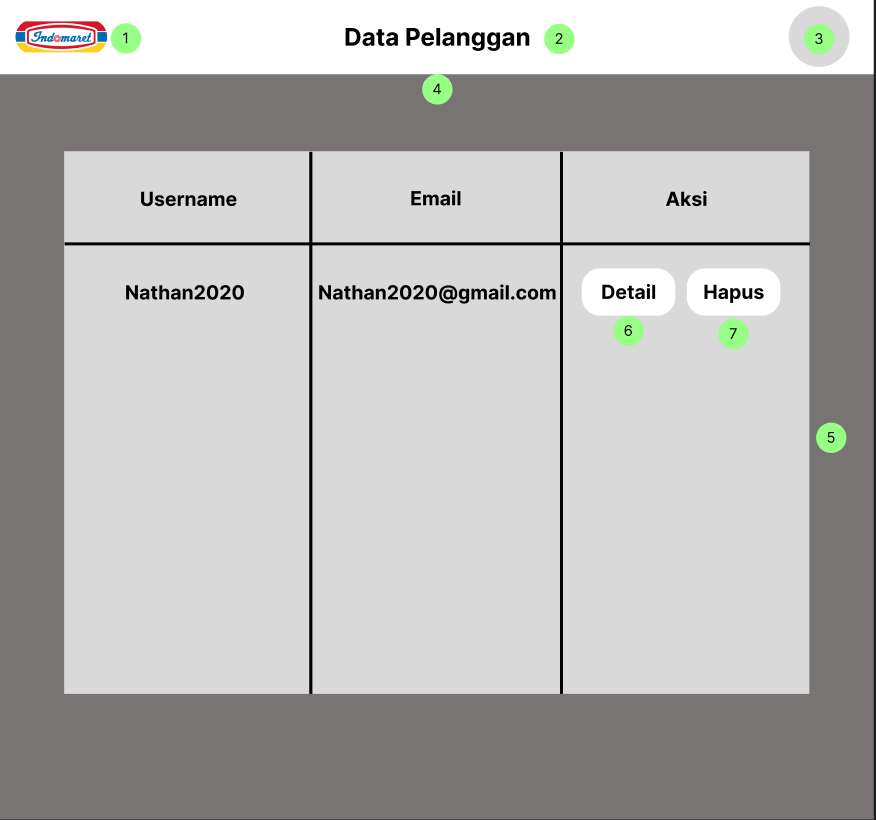 Indomaret 1 Data Pelanggan 2 3
4
Username Email Aksi
Nathan2020 Nathan2020@gmail.com Detail Hapus
6 7
5